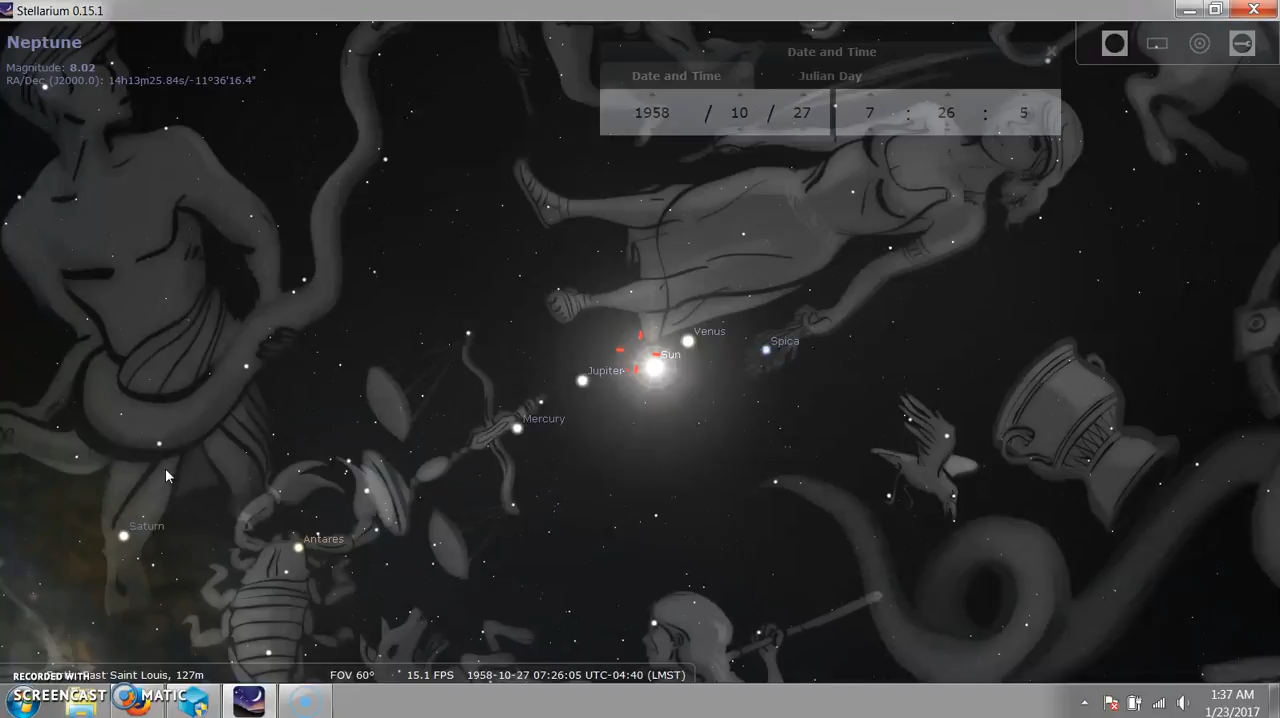 Stellarium 0.15.1
Neptune
Magnitude: 8.02
RA/Dec (J2000.0): 14h13m25.84s/-11°36'16.4"
Date and Time
Date and Time Julian Day
1958 / 10 / 27 7 : 26 : 5
Venus
Spica
Sun
Jupiter
Mercury
Saturn
Antares
RECORDED WITH
SCREENCAST MATIC
East Saint Louis, 127m
FOV 60°
15.1 FPS
1958-10-27 07:26:05 UTC-04:40 (LMST)
1:37 AM
1/23/2017